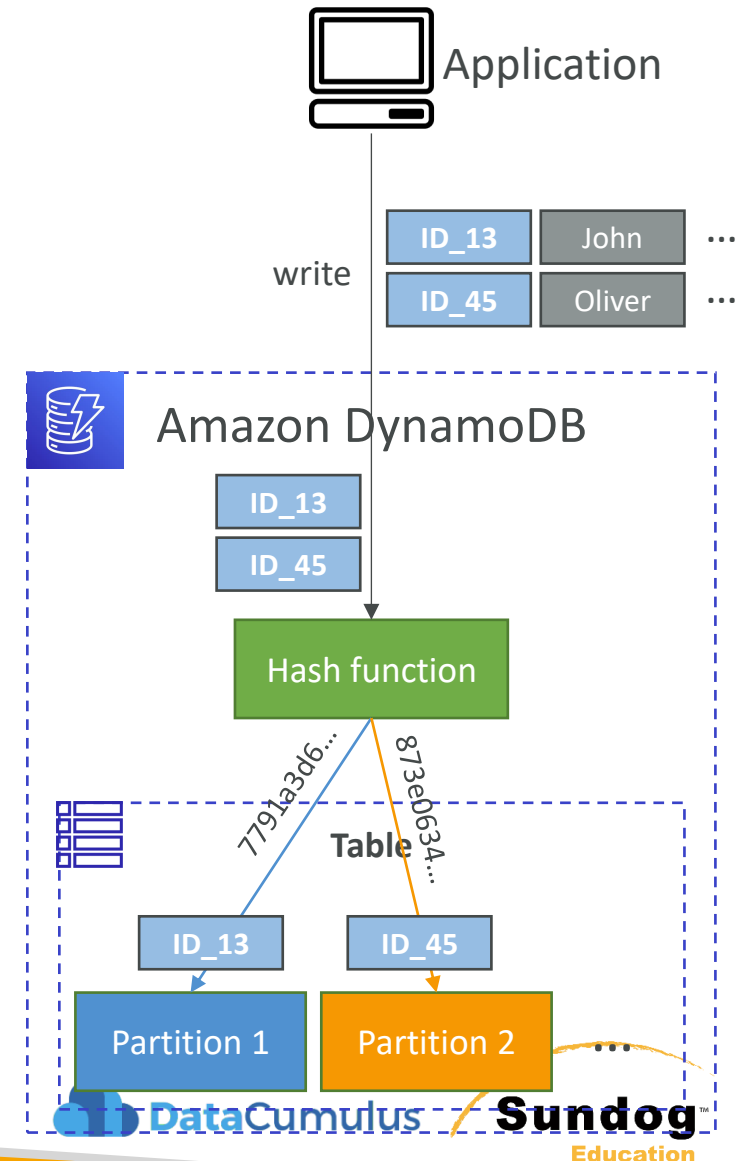 Application
ID_13 John ...
write
ID_45 Oliver ...
Amazon DynamoDB
ID_13
ID_45
Hash function
7791a3d6... 873e0634...
Table
ID_13 ID_45
Partition 1 Partition 2 ...
DataCumulus Sundog™
Education